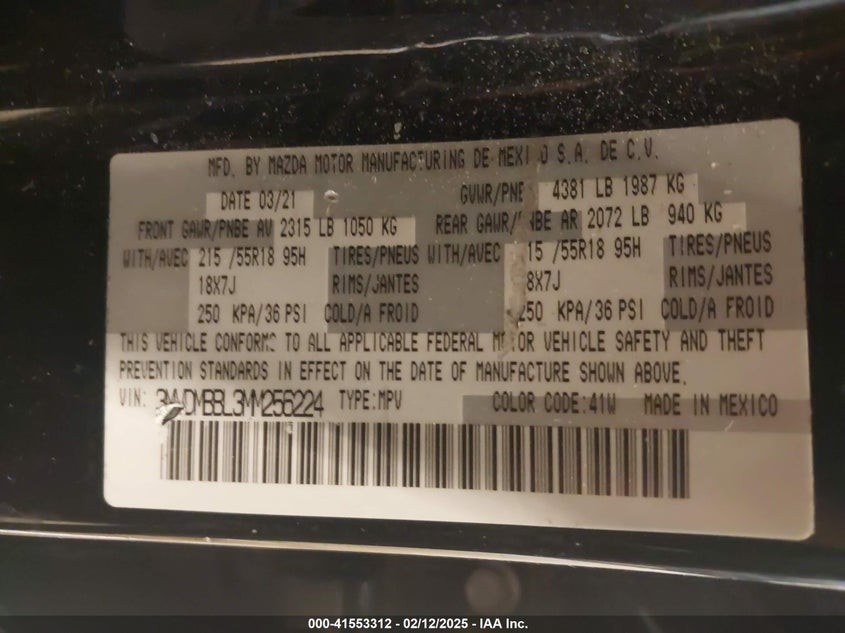 MFD. BY MAZDA MOTOR MANUFACTURING DE MEXI O S.A. DE C.V.
DATE 03/21 GVWR/PNB 4381 LB 1987 KG
FRONT GAWR/PNBE AV 2315 LB 1050 KG REAR GAWR/PNBE AR 2072 LB 940 KG
WITH/AVEC 215 /55R18 95H TIRES/PNEUS WITH/AVEC 15 /55R18 95H TIRES/PNEUS
18X7J RIMS/JANTES 8X7J RIMS/JANTES
250 KPA/36 PSI COLD/A FROID 250 KPA/36 PSI COLD/A FROID
THIS VEHICLE CONFORMS TO ALL APPLICABLE FEDERAL MOTOR VEHICLE SAFETY AND THEFT
PREVENTION STANDARDS IN EFFECT ON THE DATE OF MANUFACTURE SHOWN ABOVE.
VIN: 3MVDMBBL3MM256224 TYPE:MPV COLOR CODE:41W MADE IN MEXICO
000-41553312 - 02/12/2025 - IAA Inc.